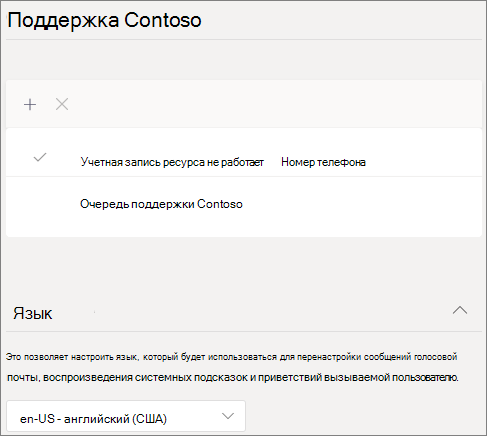 Поддержка Contoso
Учетная запись ресурса не работает Номер телефона
Очередь поддержки Contoso
Язык
Это позволяет настроить язык, который будет использоваться для перенастройки сообщений голосовой
почты, воспроизведения системных подсказок и приветствий вызываемой пользователю.
en-US - английский (США)